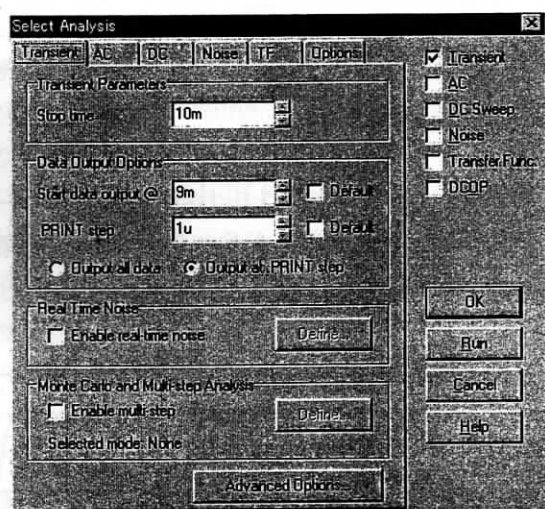 Select Analysis
Transient AC DC Noise TF Options
Transient Parameters
Stop time 10m
Data Output Options
Start data output @ 9m Default
PRINT step 1u Default
Output all data Output at .PRINT step
Real Time Noise
Enable real-time noise Define...
Monte Carlo and Multi-step Analysis
Enable multi-step Define...
Selected mode: None
Advanced Options...
Transient
AC
DC Sweep
Noise
Transfer Func.
DCOP
OK
Run
Cancel
Help